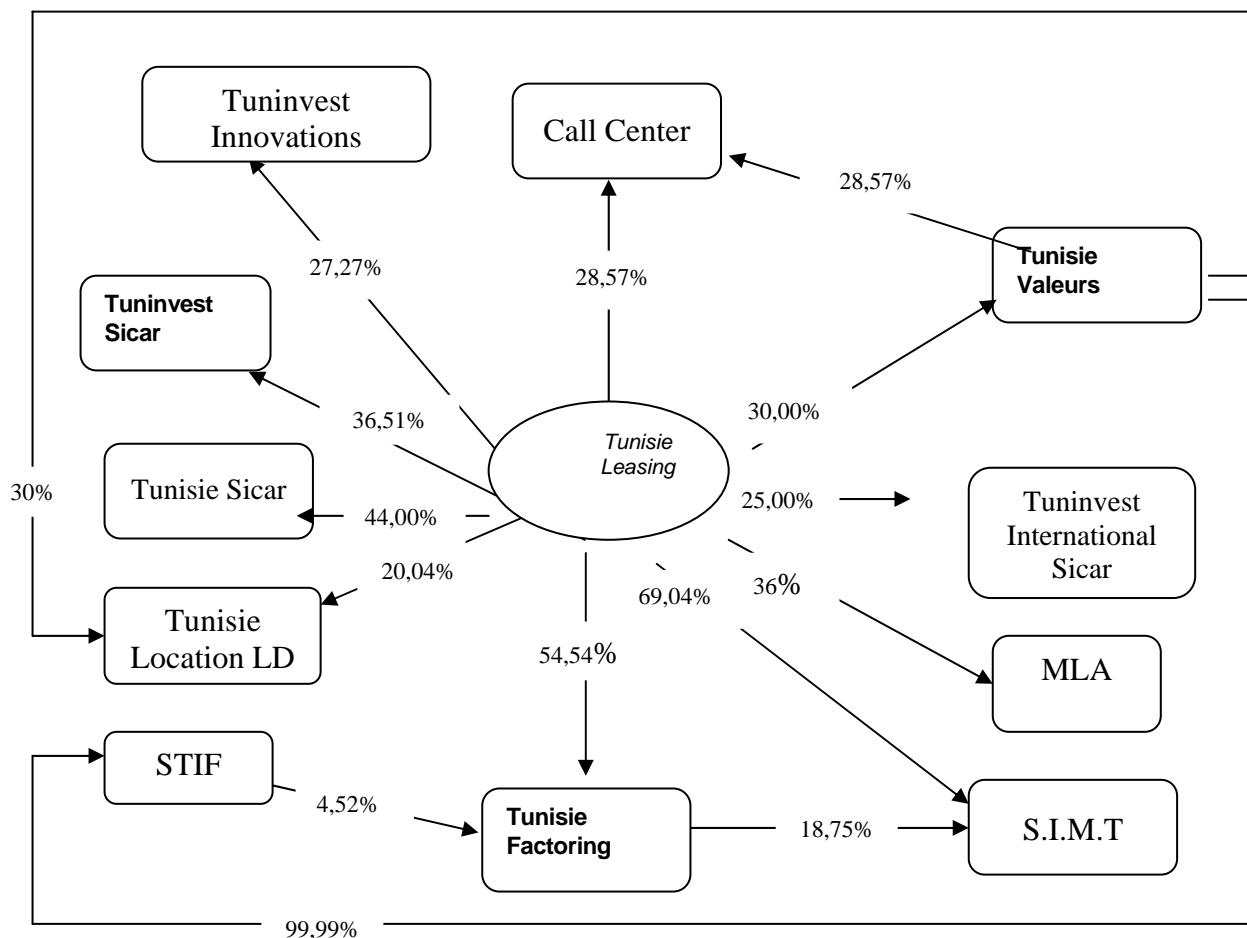 Tuninvest
Innovations
Call Center
28,57%
Tunisie
Valeurs
27,27%
28,57%
Tuninvest
Sicar
36,51%
30,00%
Tunisie
Leasing
Tunisie Sicar
30%
44,00%
25,00%
Tuninvest
International
Sicar
20,04%
69,04%
36%
Tunisie
Location LD
54,54%
MLA
STIF
4,52%
Tunisie
Factoring
18,75%
S.I.M.T
99,99%